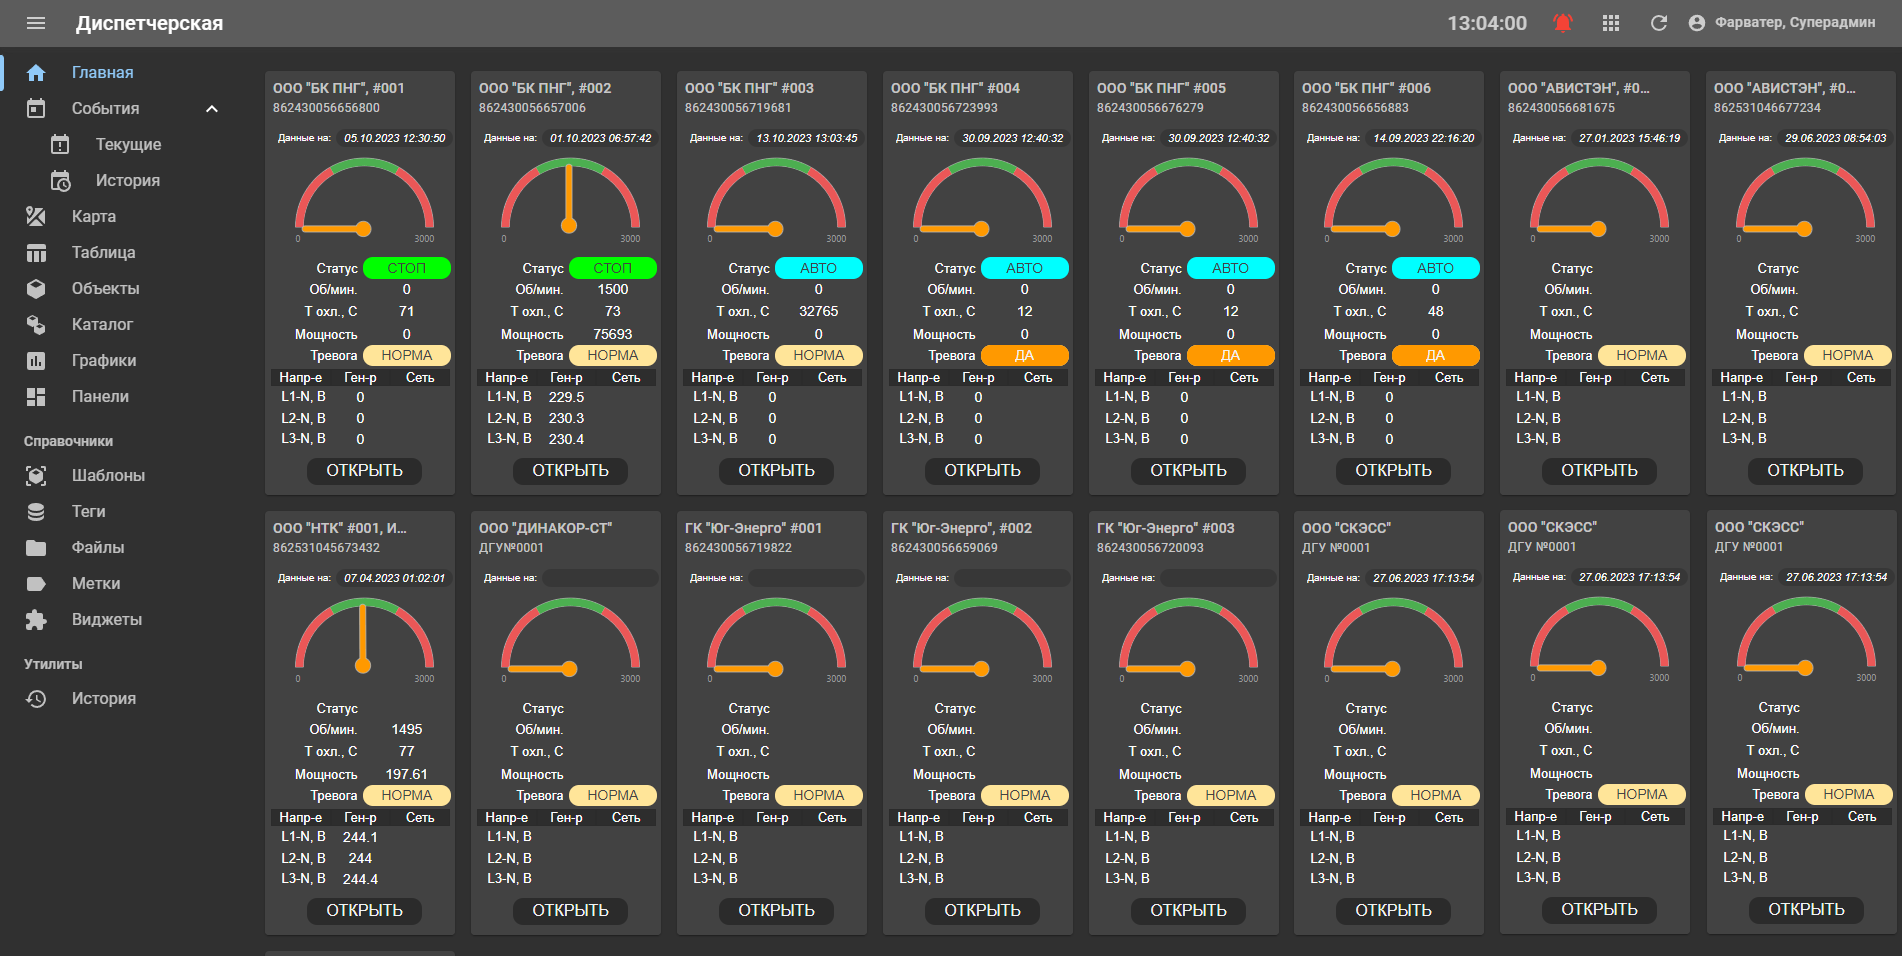 Диспетчерская
13:04:00
Фарватер, Суперадмин
Главная
События
Текущие
История
Карта
Таблица
Объекты
Каталог
Графики
Панели
Справочники
Шаблоны
Теги
Файлы
Метки
Виджеты
Утилиты
История
ООО "БК ПНГ", #001
862430056656800
Данные на: 05.10.2023 12:30:50
0 3000
Статус СТОП
Об/мин. 0
Т охл., С 71
Мощность 0
Тревога НОРМА
Напр-е Ген-р Сеть
L1-N, В 0
L2-N, В 0
L3-N, В 0
ОТКРЫТЬ
ООО "БК ПНГ", #002
862430056657006
Данные на: 01.10.2023 06:57:42
0 3000
Статус СТОП
Об/мин. 1500
Т охл., С 73
Мощность 75693
Тревога НОРМА
Напр-е Ген-р Сеть
L1-N, В 229.5
L2-N, В 230.3
L3-N, В 230.4
ОТКРЫТЬ
ООО "БК ПНГ" #003
862430056719681
Данные на: 13.10.2023 13:03:45
0 3000
Статус АВТО
Об/мин. 0
Т охл., С 32765
Мощность 0
Тревога НОРМА
Напр-е Ген-р Сеть
L1-N, В 0
L2-N, В 0
L3-N, В 0
ОТКРЫТЬ
ООО "БК ПНГ" #004
862430056723993
Данные на: 30.09.2023 12:40:32
0 3000
Статус АВТО
Об/мин. 0
Т охл., С 12
Мощность 0
Тревога ДА
Напр-е Ген-р Сеть
L1-N, В 0
L2-N, В 0
L3-N, В 0
ОТКРЫТЬ
ООО "БК ПНГ" #005
862430056676279
Данные на: 30.09.2023 12:40:32
0 3000
Статус АВТО
Об/мин. 0
Т охл., С 12
Мощность 0
Тревога ДА
Напр-е Ген-р Сеть
L1-N, В 0
L2-N, В 0
L3-N, В 0
ОТКРЫТЬ
ООО "БК ПНГ" #006
862430056656883
Данные на: 14.09.2023 22:16:20
0 3000
Статус АВТО
Об/мин. 0
Т охл., С 48
Мощность 0
Тревога ДА
Напр-е Ген-р Сеть
L1-N, В 0
L2-N, В 0
L3-N, В 0
ОТКРЫТЬ
ООО "АВИСТЭН", #0...
862430056681675
Данные на: 27.01.2023 15:46:19
0 3000
Статус
Об/мин.
Т охл., С
Мощность
Тревога НОРМА
Напр-е Ген-р Сеть
L1-N, В
L2-N, В
L3-N, В
ОТКРЫТЬ
ООО "АВИСТЭН", #0...
862531046677234
Данные на: 29.06.2023 08:54:03
0 3000
Статус
Об/мин.
Т охл., С
Мощность
Тревога НОРМА
Напр-е Ген-р Сеть
L1-N, В
L2-N, В
L3-N, В
ОТКРЫТЬ
ООО "НТК" #001, И...
862531045673432
Данные на: 07.04.2023 01:02:01
0 3000
Статус
Об/мин. 1495
Т охл., С 77
Мощность 197.61
Тревога НОРМА
Напр-е Ген-р Сеть
L1-N, В 244.1
L2-N, В 244
L3-N, В 244.4
ОТКРЫТЬ
ООО "ДИНАКОР-СТ"
ДГУ№0001
Данные на:
0 3000
Статус
Об/мин.
Т охл., С
Мощность
Тревога НОРМА
Напр-е Ген-р Сеть
L1-N, В
L2-N, В
L3-N, В
ОТКРЫТЬ
ГК "Юг-Энерго" #001
862430056719822
Данные на:
0 3000
Статус
Об/мин.
Т охл., С
Мощность
Тревога НОРМА
Напр-е Ген-р Сеть
L1-N, В
L2-N, В
L3-N, В
ОТКРЫТЬ
ГК "Юг-Энерго", #002
862430056659069
Данные на:
0 3000
Статус
Об/мин.
Т охл., С
Мощность
Тревога НОРМА
Напр-е Ген-р Сеть
L1-N, В
L2-N, В
L3-N, В
ОТКРЫТЬ
ГК "Юг-Энерго" #003
862430056720093
Данные на:
0 3000
Статус
Об/мин.
Т охл., С
Мощность
Тревога НОРМА
Напр-е Ген-р Сеть
L1-N, В
L2-N, В
L3-N, В
ОТКРЫТЬ
ООО "СКЭСС"
ДГУ №0001
Данные на: 27.06.2023 17:13:54
0 3000
Статус
Об/мин.
Т охл., С
Мощность
Тревога НОРМА
Напр-е Ген-р Сеть
L1-N, В
L2-N, В
L3-N, В
ОТКРЫТЬ
ООО "СКЭСС"
ДГУ №0001
Данные на: 27.06.2023 17:13:54
0 3000
Статус
Об/мин.
Т охл., С
Мощность
Тревога НОРМА
Напр-е Ген-р Сеть
L1-N, В
L2-N, В
L3-N, В
ОТКРЫТЬ
ООО "СКЭСС"
ДГУ №0001
Данные на: 27.06.2023 17:13:54
0 3000
Статус
Об/мин.
Т охл., С
Мощность
Тревога НОРМА
Напр-е Ген-р Сеть
L1-N, В
L2-N, В
L3-N, В
ОТКРЫТЬ